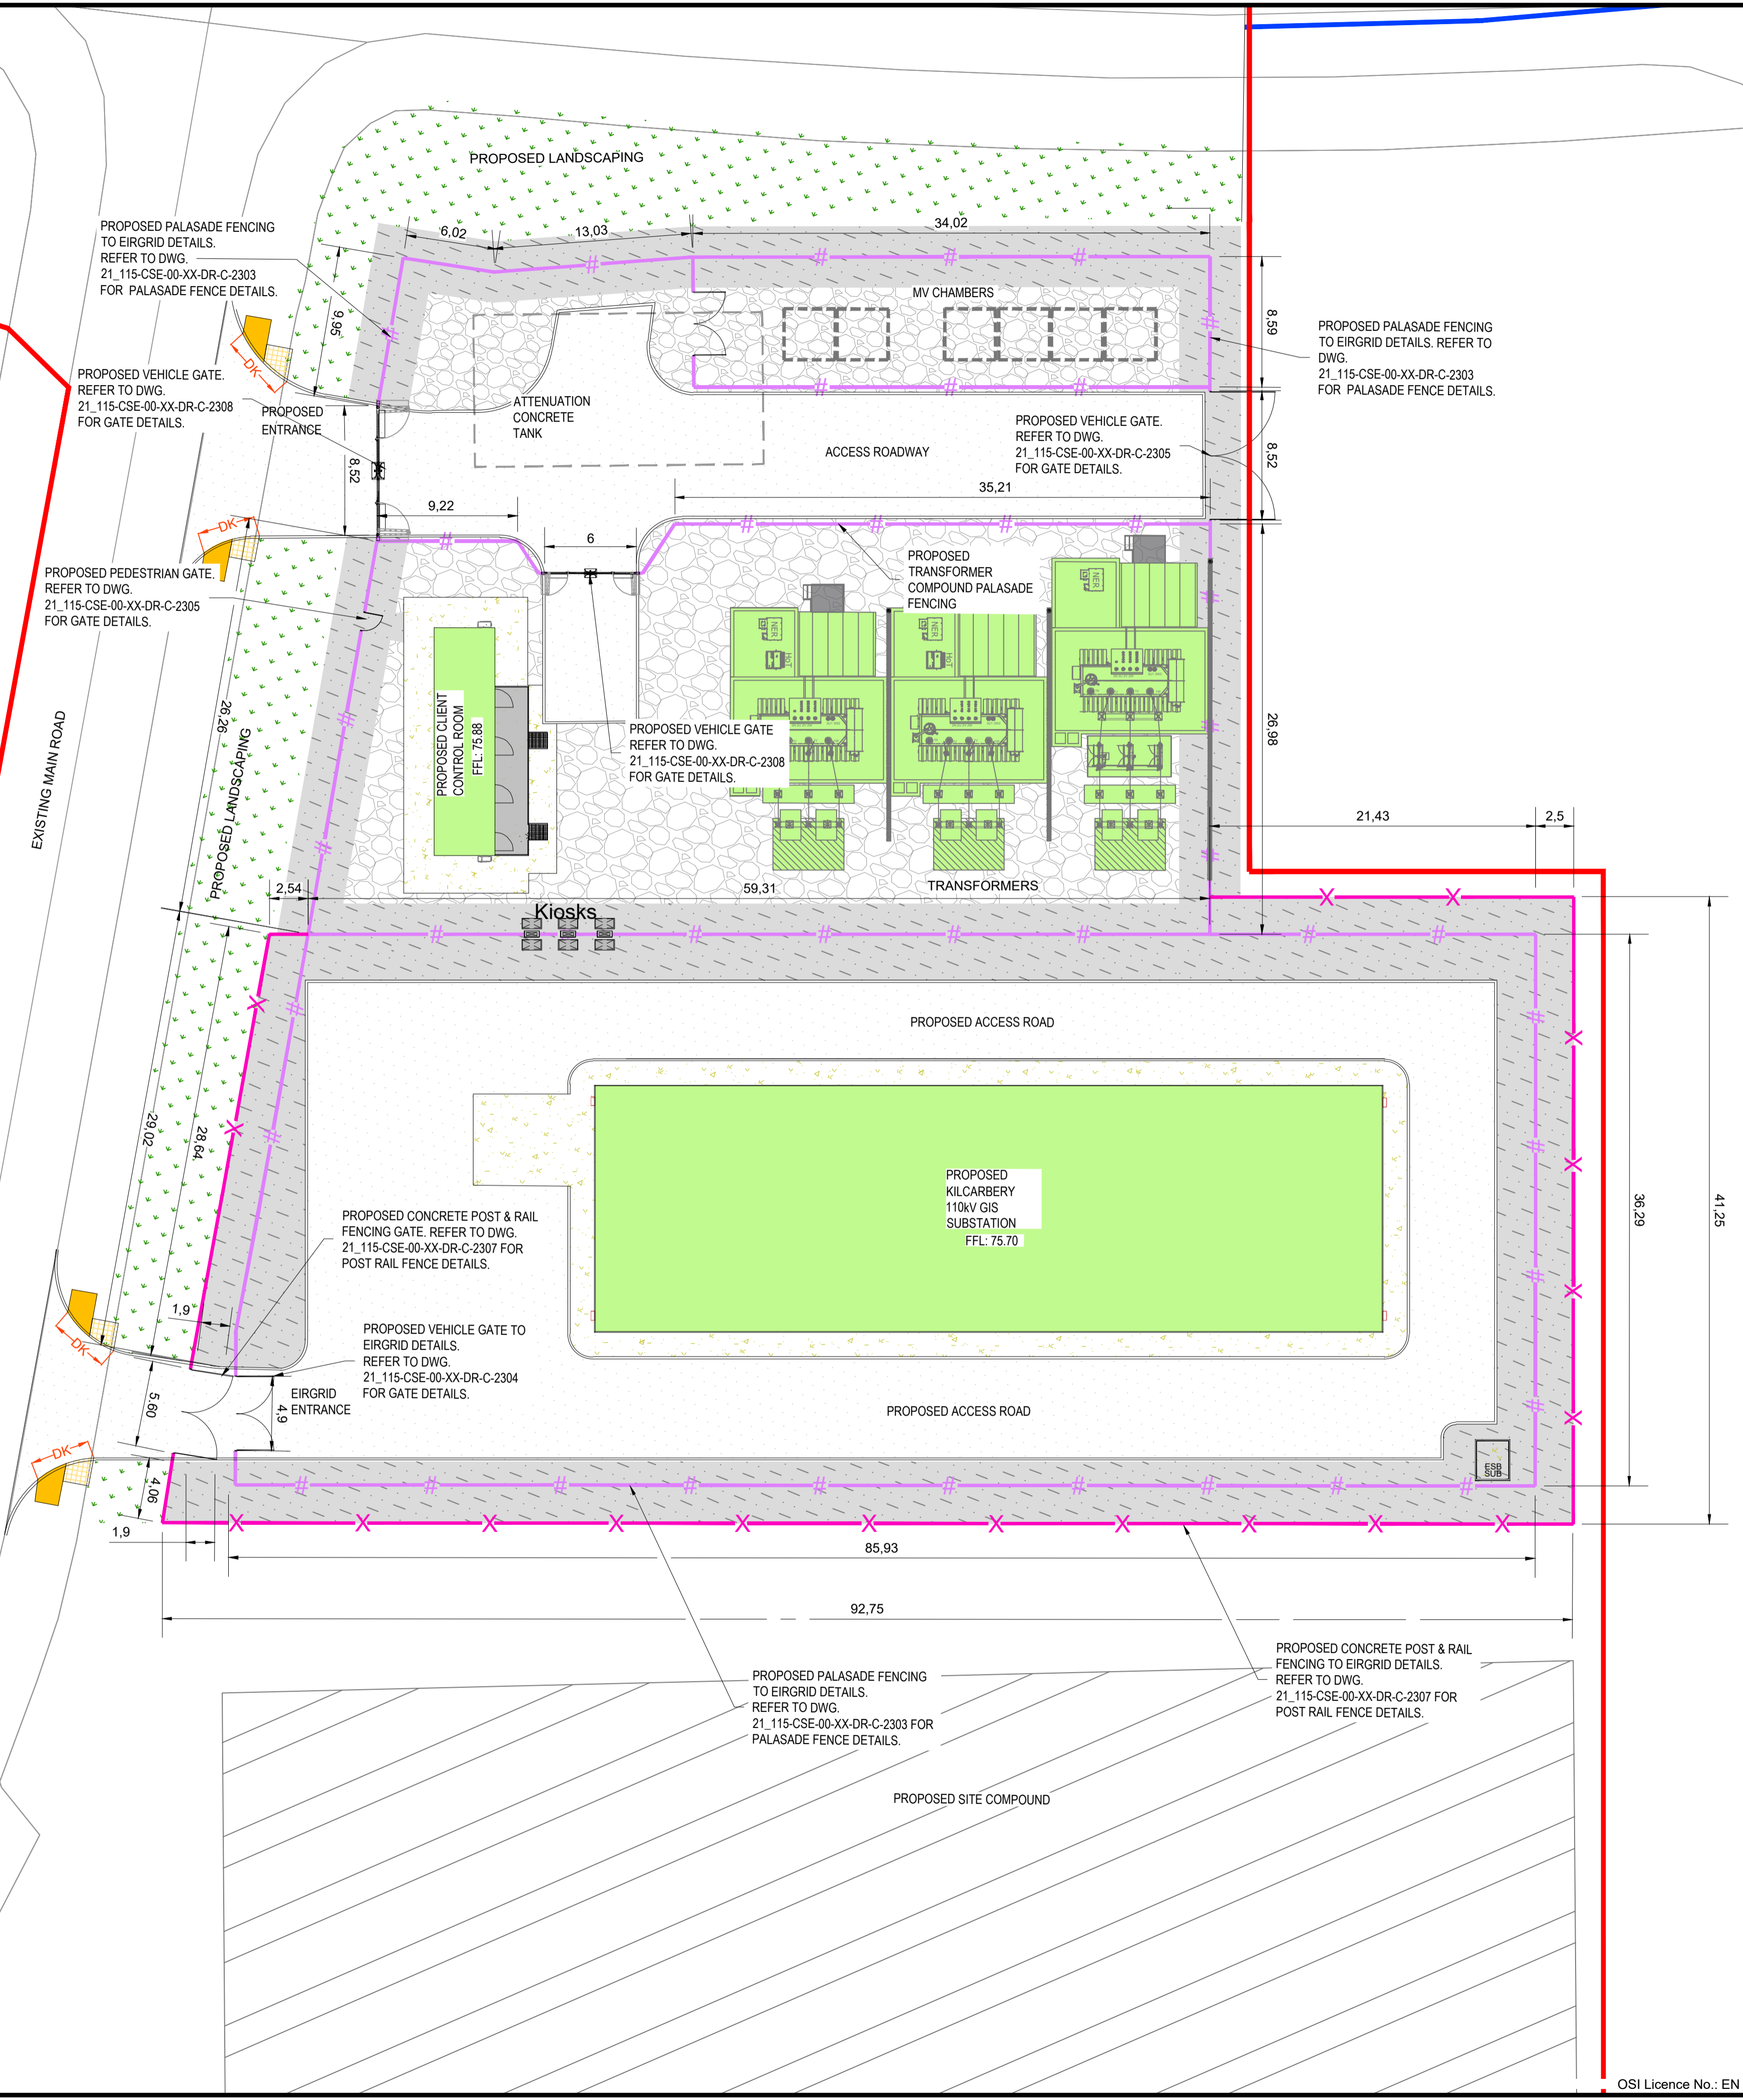 PROPOSED LANDSCAPING
PROPOSED PALASADE FENCING
TO EIRGRID DETAILS.
REFER TO DWG.
21_115-CSE-00-XX-DR-C-2303
FOR PALASADE FENCE DETAILS.
6,02
13,03
34,02
9,95
MV CHAMBERS
8,59
PROPOSED PALASADE FENCING
TO EIRGRID DETAILS. REFER TO
DWG.
21_115-CSE-00-XX-DR-C-2303
FOR PALASADE FENCE DETAILS.
DK
PROPOSED VEHICLE GATE.
REFER TO DWG.
21_115-CSE-00-XX-DR-C-2308
FOR GATE DETAILS.
PROPOSED
ENTRANCE
ATTENUATION
CONCRETE
TANK
ACCESS ROADWAY
PROPOSED VEHICLE GATE.
REFER TO DWG.
21_115-CSE-00-XX-DR-C-2305
FOR GATE DETAILS.
8,52
8,52
9,22
35,21
DK
6
PROPOSED
TRANSFORMER
COMPOUND PALASADE
FENCING
PROPOSED PEDESTRIAN GATE.
REFER TO DWG.
21_115-CSE-00-XX-DR-C-2305
FOR GATE DETAILS.
NER
NER
NER
HoT
HoT
EXISTING MAIN ROAD
26,26
PROPOSED LANDSCAPING
PROPOSED CLIENT
CONTROL ROOM
FFL: 75.88
PROPOSED VEHICLE GATE
REFER TO DWG.
21_115-CSE-00-XX-DR-C-2308
FOR GATE DETAILS.
26,98
21,43
2,5
2,54
59,31
TRANSFORMERS
Kiosks
PROPOSED ACCESS ROAD
29,02
28,64
PROPOSED
KILCARBERY
110kV GIS
SUBSTATION
FFL: 75.70
36,29
41,25
PROPOSED CONCRETE POST & RAIL
FENCING GATE. REFER TO DWG.
21_115-CSE-00-XX-DR-C-2307 FOR
POST RAIL FENCE DETAILS.
1,9
DK
PROPOSED VEHICLE GATE TO
EIRGRID DETAILS.
REFER TO DWG.
21_115-CSE-00-XX-DR-C-2304
FOR GATE DETAILS.
5,60
4,9
EIRGRID
ENTRANCE
PROPOSED ACCESS ROAD
DK
4,06
ESB
SUB
1,9
85,93
92,75
PROPOSED PALASADE FENCING
TO EIRGRID DETAILS.
REFER TO DWG.
21_115-CSE-00-XX-DR-C-2303 FOR
PALASADE FENCE DETAILS.
PROPOSED CONCRETE POST & RAIL
FENCING TO EIRGRID DETAILS.
REFER TO DWG.
21_115-CSE-00-XX-DR-C-2307 FOR
POST RAIL FENCE DETAILS.
PROPOSED SITE COMPOUND
OSI Licence No.: EN